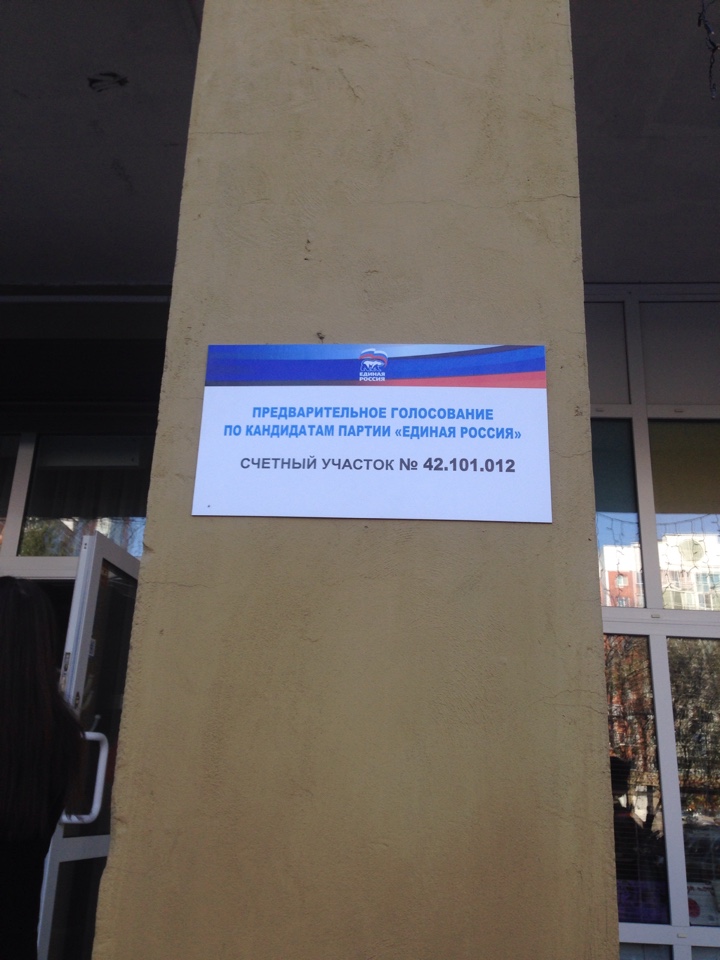 ЕДИНАЯ
РОССИЯ
ПРЕДВАРИТЕЛЬНОЕ ГОЛОСОВАНИЕ
ПО КАНДИДАТАМ ПАРТИИ «ЕДИНАЯ РОССИЯ»
СЧЕТНЫЙ УЧАСТОК № 42.101.012